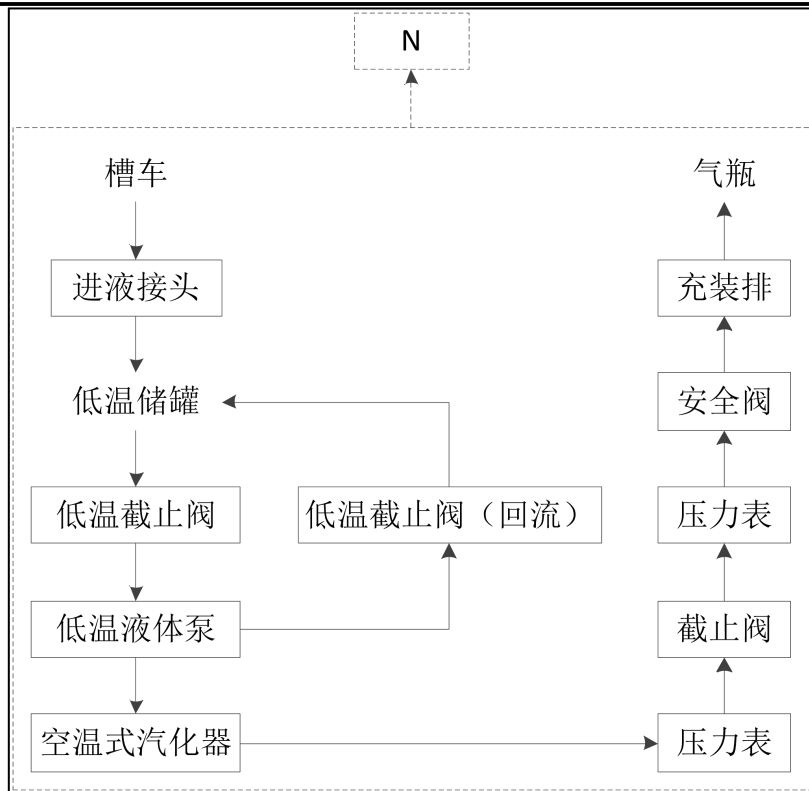 N
槽车
气瓶
进液接头
充装排
低温储罐
安全阀
低温截止阀
低温截止阀（回流）
压力表
低温液体泵
截止阀
空温式汽化器
压力表